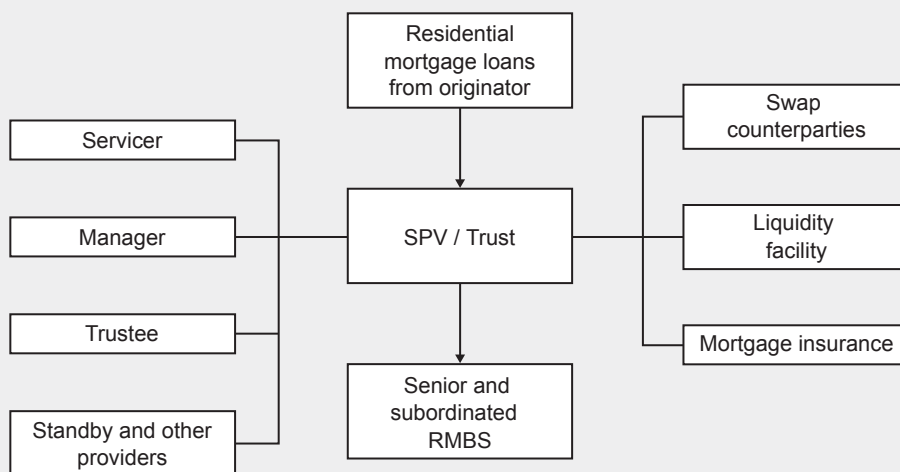 Residential
mortgage loans
from originator
Servicer
Manager
Trustee
Standby and other
providers
SPV / Trust
Senior and
subordinated
RMBS
Swap
counterparties
Liquidity
facility
Mortgage insurance